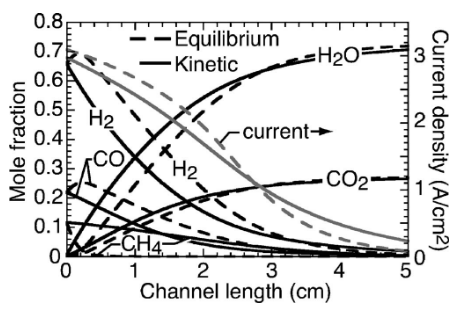 0.8
0.7
0.6
0.5
0.4
0.3
0.2
0.1
0
Mole fraction
Equilibrium
Kinetic
H2O
H2
current
CO
H2
CO2
CH4
3
2
1
0
Current density (A/cm2)
0 1 2 3 4 5
Channel length (cm)